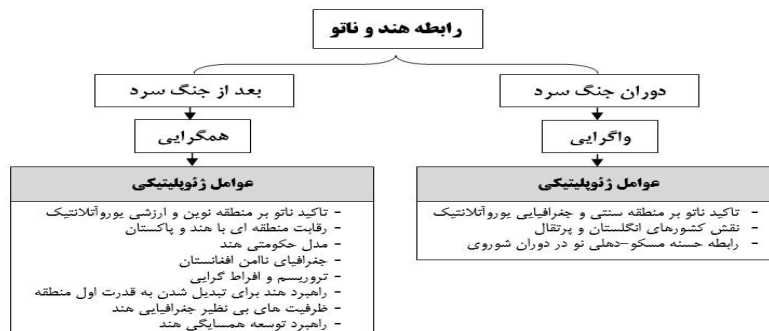 رابطه هند و ناتو
دوران جنگ سرد
واگرایی
عوامل ژئوپلیتیکی
- تاکید ناتو بر منطقه سنتی و جغرافیایی یوروآتلانتیک
- نقش کشورهای انگلستان و پرتقال
- رابطه حسنه مسکو-دهلی نو در دوران شوروی
بعد از جنگ سرد
همگرایی
عوامل ژئوپلیتیکی
- تاکید ناتو بر منطقه نوین و ارزشی یوروآتلانتیک
- رقابت منطقه ای با هند و پاکستان
- مدل حکومتی هند
- جغرافیای ناامن افغانستان
- تروریسم و افراط گرایی
- راهبرد هند برای تبدیل شدن به قدرت اول منطقه
- ظرفیت های بی نظیر جغرافیایی هند
- راهبرد توسعه همسایگی هند